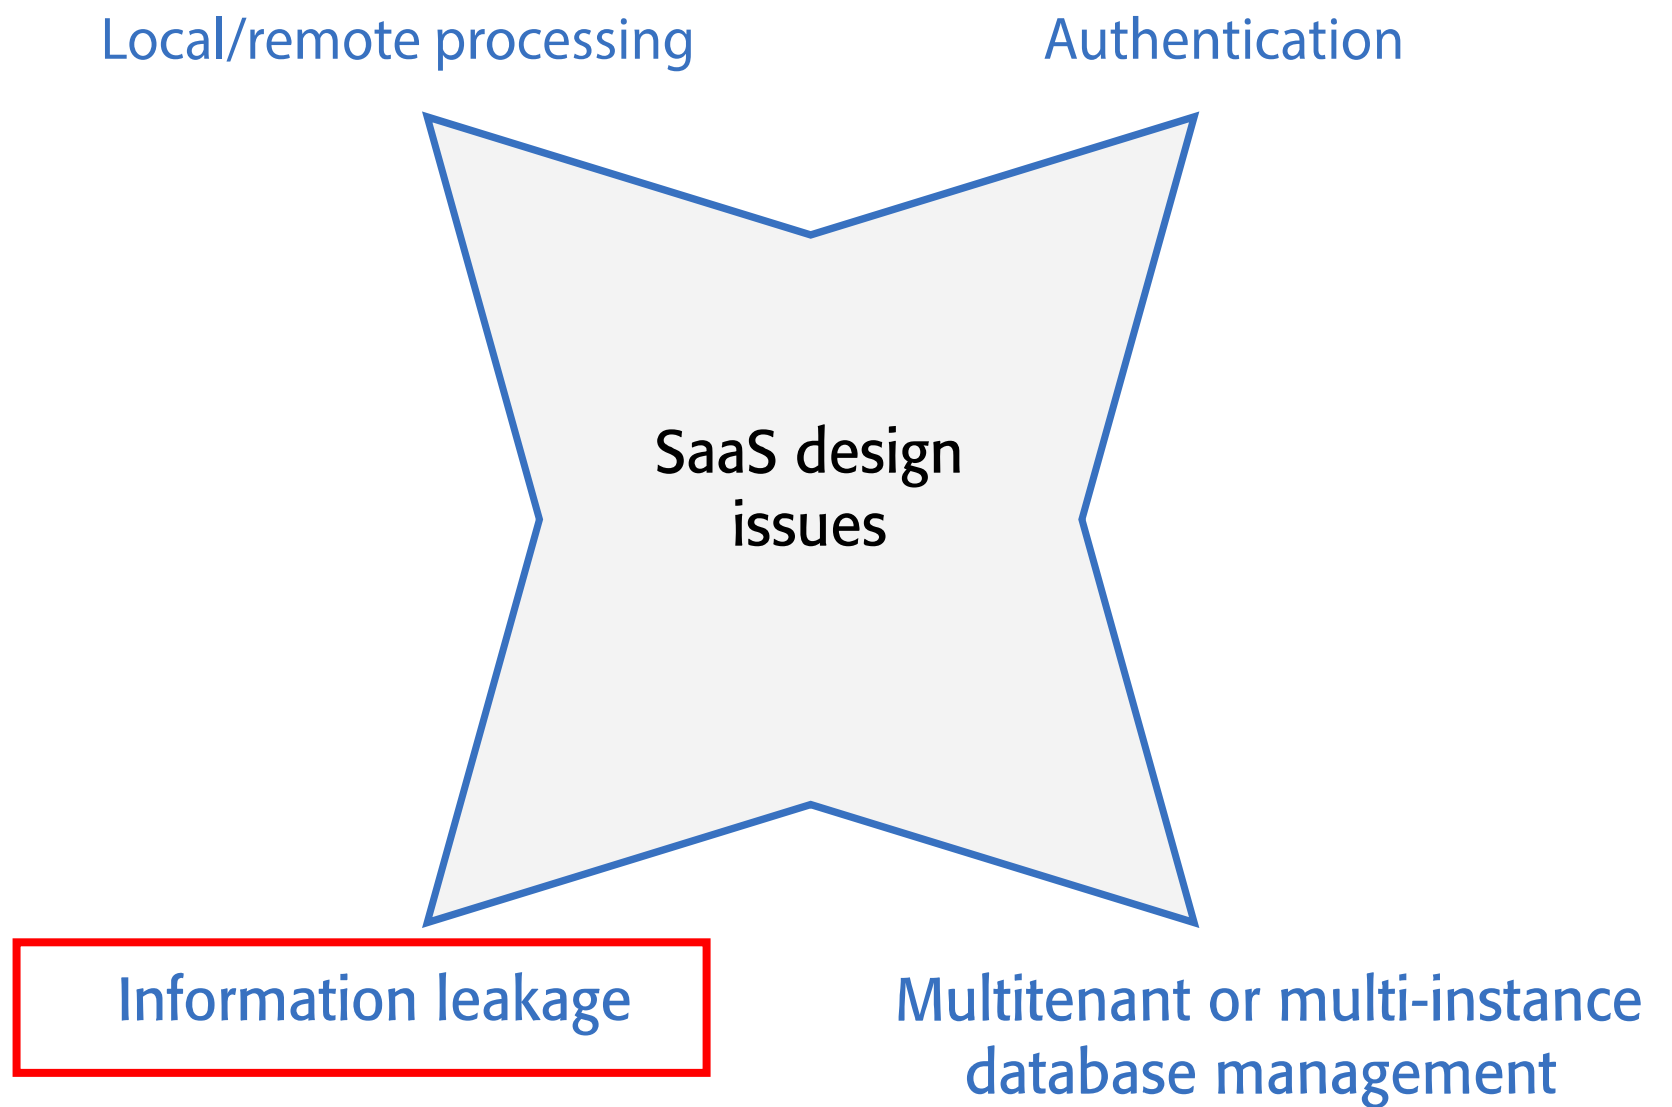 Local/remote processing
Authentication
SaaS design
issues
Information leakage
Multitenant or multi-instance
database management